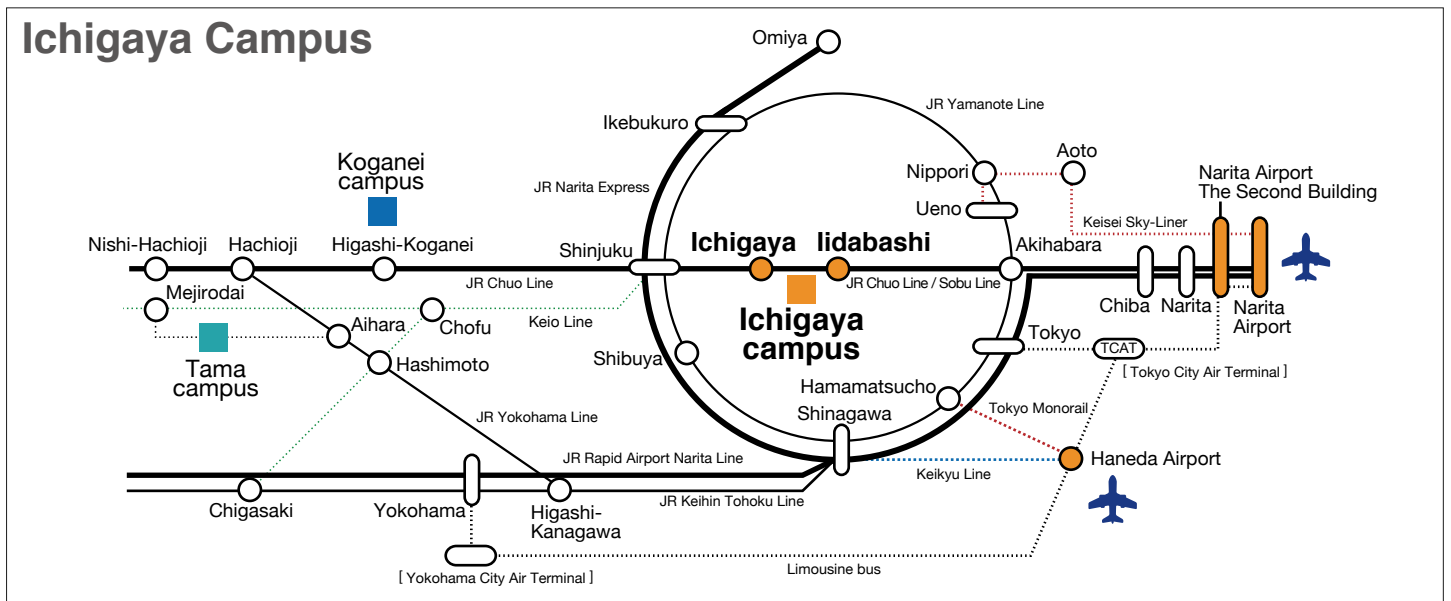 Ichigaya Campus
Omiya
JR Yamanote Line
Ikebukuro
Koganei
campus
JR Narita Express
Nippori
Aoto
Narita Airport
The Second Building
Ueno
Keisei Sky-Liner
Nishi-Hachioji
Hachioji
Higashi-Koganei
Shinjuku
Ichigaya
Iidabashi
Akihabara
JR Chuo Line
JR Chuo Line / Sobu Line
Mejirodai
Chofu
Keio Line
Ichigaya
campus
Chiba
Narita
Narita
Airport
Aihara
Tama
campus
Hashimoto
Shibuya
Tokyo
TCAT
[ Tokyo City Air Terminal ]
Hamamatsucho
Tokyo Monorail
Shinagawa
JR Yokohama Line
JR Rapid Airport Narita Line
Keikyu Line
Haneda Airport
Chigasaki
Yokohama
Higashi-
Kanagawa
JR Keihin Tohoku Line
[ Yokohama City Air Terminal ]
Limousine bus